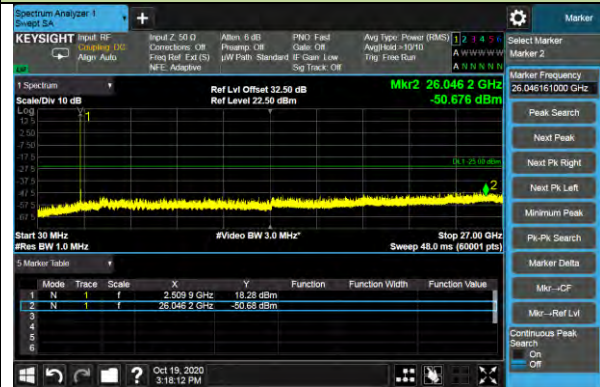 Spectrum Analyzer 1
Swept SA
Marker
KEYSIGHT
Input: RF
Coupling: DC
Align: Auto
Input Z: 50 Ω
Corrections: Off
Freq Ref: Ext (S)
NFE: Adaptive
Atten: 6 dB
Preamp: Off
µW Path: Standard
PNO: Fast
Gate: Off
IF Gain: Low
Sig Track: Off
Avg Type: Power (RMS)
Avg|Hold:>10/10
Trig: Free Run
1 2 3 4 5 6
A W W W W W
A N N N N N
Select Marker
Marker 2
Marker Frequency
26.046161000 GHz
Peak Search
Next Peak
Next Pk Right
Next Pk Left
Minimum Peak
Pk-Pk Search
Marker Delta
Mkr→CF
Mkr→Ref Lvl
Continuous Peak
Search
On
Off
1 Spectrum
Scale/Div 10 dB
Ref Lvl Offset 32.50 dB
Ref Level 22.50 dBm
Mkr2 26.046 2 GHz
-50.676 dBm
Log
12.5
2.50
-7.50
-17.5
-27.5
-37.5
-47.5
-57.5
-67.5
1
DL1 -25.00 dBm
2
Start 30 MHz
#Res BW 1.0 MHz
#Video BW 3.0 MHz*
Stop 27.00 GHz
Sweep 48.0 ms (60001 pts)
5 Marker Table
Mode Trace Scale X Y Function Function Width Function Value
1 N 1 f 2.509 9 GHz 18.28 dBm
2 N 1 f 26.046 2 GHz -50.68 dBm
3
4
5
6
Oct 19, 2020
3:18:12 PM